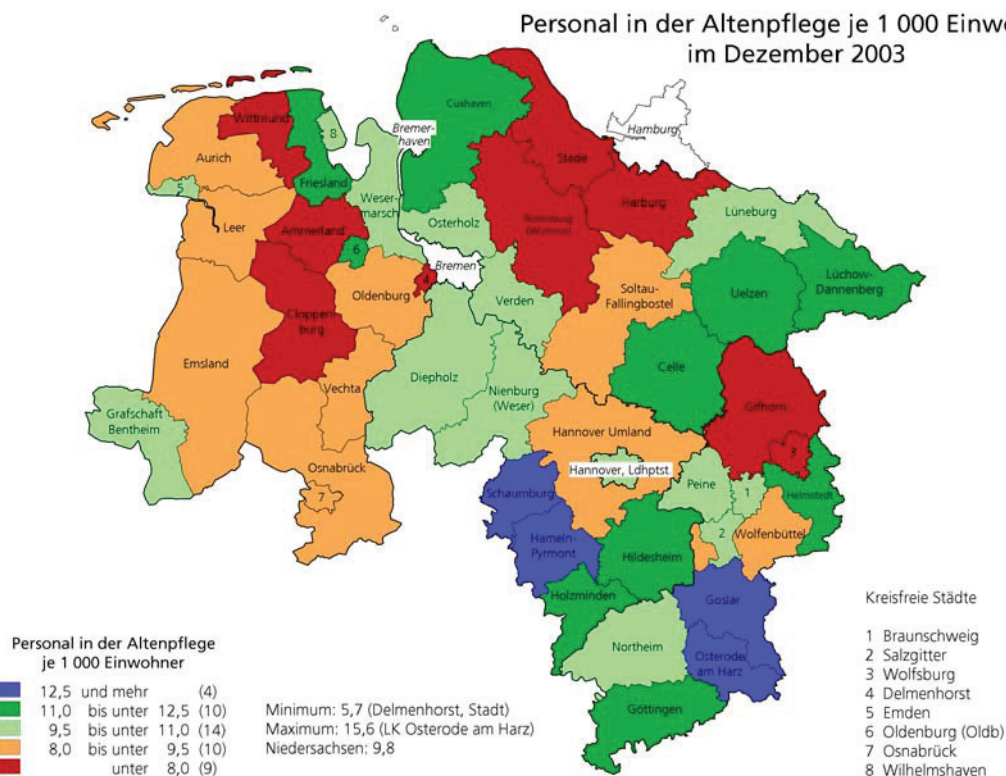 Personal in der Altenpflege je 1 000 Einwo
im Dezember 2003
Cuxhaven
Hamburg
Bremer-
haven
Wittmund
8
Aurich
Stade
Friesland
5
Weser-
marsch
Harburg
Lüneburg
Osterholz
Rotenburg
(Wümme)
Leer
Ammerland
6
Bremen
4
Oldenburg
Soltau-
Fallingbostel
Uelzen
Lüchow-
Dannenberg
Verden
Cloppen-
burg
Emsland
Celle
Diepholz
Vechta
Nienburg
(Weser)
Gifhorn
Grafschaft
Bentheim
Hannover Umland
3
Osnabrück
Hannover, Ldhptst.
Peine
1
Helmstedt
7
Schaumburg
2
Wolfenbüttel
Hameln-
Pyrmont
Hildesheim
Holzminden
Goslar
Northeim
Osterode
am Harz
Göttingen
Personal in der Altenpflege
je 1 000 Einwohner
12,5 und mehr (4)
11,0 bis unter 12,5 (10)
9,5 bis unter 11,0 (14)
8,0 bis unter 9,5 (10)
unter 8,0 (9)
Minimum: 5,7 (Delmenhorst, Stadt)
Maximum: 15,6 (LK Osterode am Harz)
Niedersachsen: 9,8
Kreisfreie Städte
1 Braunschweig
2 Salzgitter
3 Wolfsburg
4 Delmenhorst
5 Emden
6 Oldenburg (Oldb)
7 Osnabrück
8 Wilhelmshaven